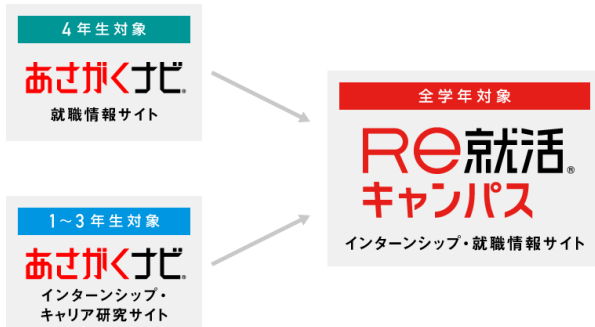 4年生対象
あさがくナビ®
就職情報サイト
1～3年生対象
あさがくナビ®
インターンシップ・
キャリア研究サイト
全学年対象
Re就活®
キャンパス
インターンシップ・就職情報サイト